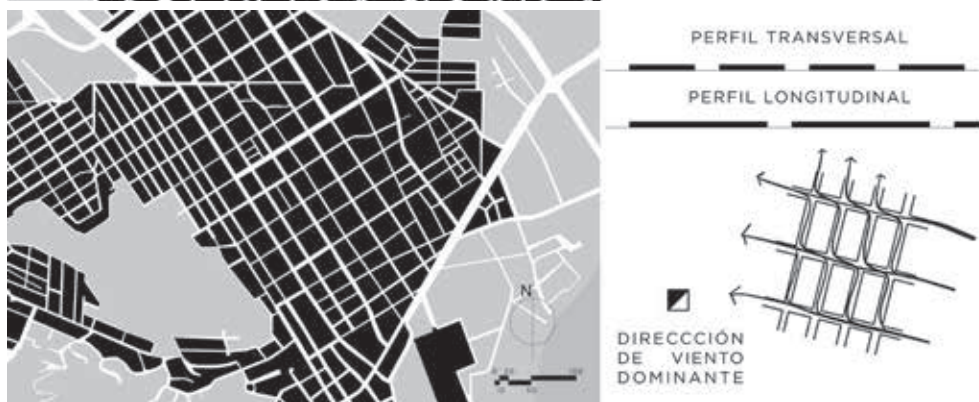 PERFIL TRANSVERSAL
PERFIL LONGITUDINAL
N
DIRECCCIÓN
DE VIENTO
DOMINANTE